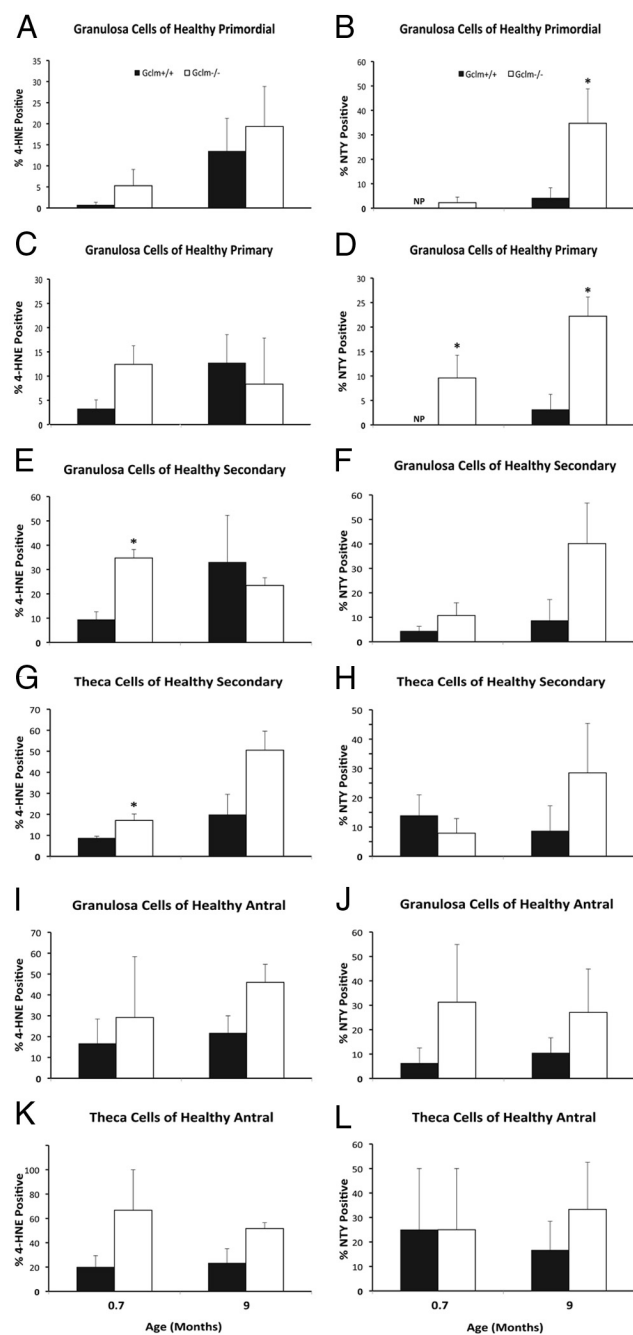 A
Granulosa Cells of Healthy Primordial
Gclm+/+
Gclm-/-
% 4-HNE Positive
35
30
25
20
15
10
5
0
B
Granulosa Cells of Healthy Primordial
Gclm+/+
Gclm-/-
% NTY Positive
60
50
40
30
20
10
0
NP
*
C
Granulosa Cells of Healthy Primary
% 4-HNE Positive
30
25
20
15
10
5
0
D
Granulosa Cells of Healthy Primary
% NTY Positive
30
25
20
15
10
5
0
NP
*
*
E
Granulosa Cells of Healthy Secondary
% 4-HNE Positive
60
50
40
30
20
10
0
*
F
Granulosa Cells of Healthy Secondary
% NTY Positive
60
50
40
30
20
10
0
G
Theca Cells of Healthy Secondary
% 4-HNE Positive
70
60
50
40
30
20
10
0
*
H
Theca Cells of Healthy Secondary
% NTY Positive
50
40
30
20
10
0
I
Granulosa Cells of Healthy Antral
% 4-HNE Positive
70
60
50
40
30
20
10
0
J
Granulosa Cells of Healthy Antral
% NTY Positive
60
50
40
30
20
10
0
K
Theca Cells of Healthy Antral
% 4-HNE Positive
100
80
60
40
20
0
0.7
9
Age (Months)
L
Theca Cells of Healthy Antral
% NTY Positive
60
50
40
30
20
10
0
0.7
9
Age (Months)